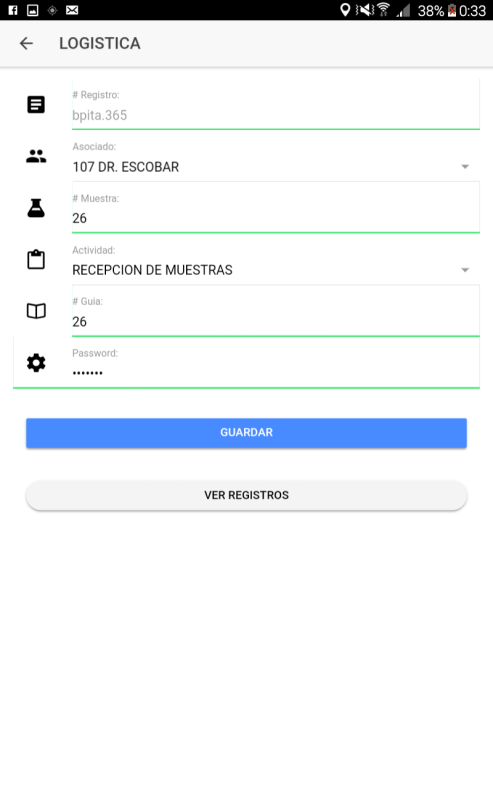 38% 0:33
LOGISTICA
# Registro:
bpita.365
Asociado:
107 DR. ESCOBAR
# Muestra:
26
Actividad:
RECEPCION DE MUESTRAS
# Guia:
26
Password:
•••••••
GUARDAR
VER REGISTROS